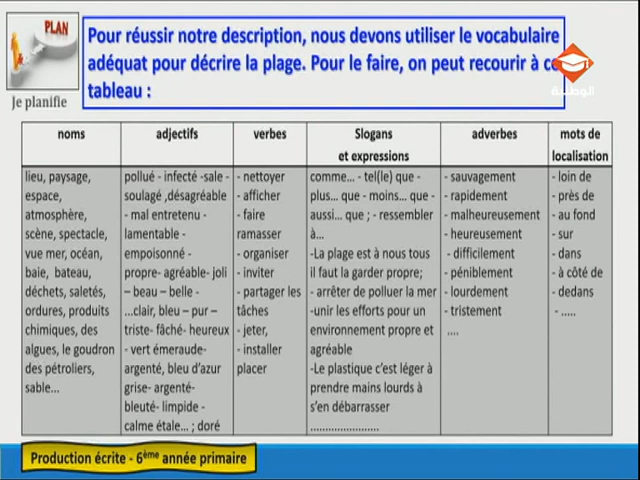 PLAN
Je planifie
Pour réussir notre description, nous devons utiliser le vocabulaire
adéquat pour décrire la plage. Pour le faire, on peut recourir à ce
tableau :
الوطنية
noms
lieu, paysage,
espace,
atmosphère,
scène, spectacle,
vue mer, océan,
baie, bateau,
déchets, saletés,
ordures, produits
chimiques, des
algues, le goudron
des pétroliers,
sable...
adjectifs
pollué - infecté -sale -
soulagé ,désagréable
- mal entretenu -
lamentable -
empoisonné -
propre- agréable- joli
– beau – belle -
...clair, bleu – pur –
triste- fâché- heureux
- vert émeraude-
argenté, bleu d'azur
grise- argenté-
bleuté- limpide -
calme étale... ; doré
verbes
- nettoyer
- afficher
- faire
ramasser
- organiser
- inviter
- partager les
tâches
- jeter,
- installer
placer
Slogans
et expressions
comme... - tel(le) que -
plus... que - moins... que -
aussi... que ; - ressembler
à...
-La plage est à nous tous
il faut la garder propre;
- arrêter de polluer la mer
-unir les efforts pour un
environnement propre et
agréable
-Le plastique c'est léger à
prendre mains lourds à
s'en débarrasser
........................
adverbes
- sauvagement
- rapidement
- malheureusement
- heureusement
- difficilement
- péniblement
- lourdement
- tristement
....
mots de
localisation
- loin de
- près de
- au fond
- sur
- dans
- à côté de
- dedans
- .....
Production écrite - 6ème année primaire